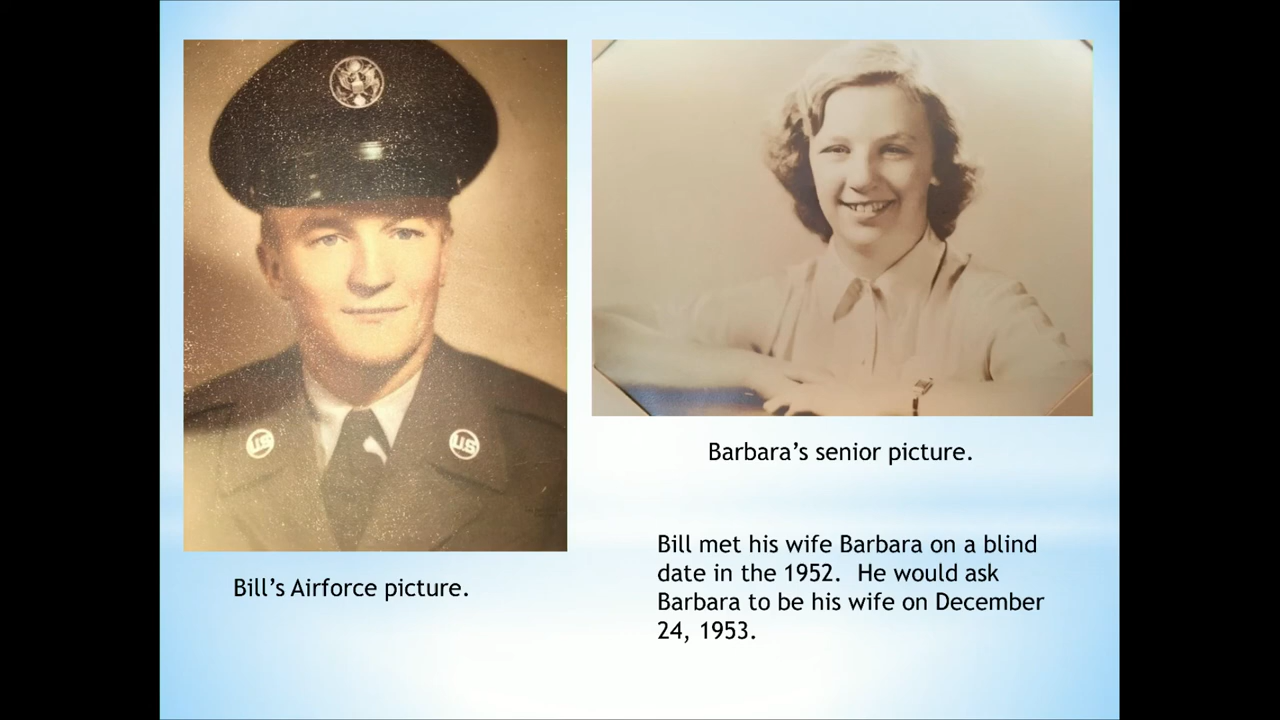 U.S
U.S
Bill's Airforce picture.
Barbara's senior picture.
Bill met his wife Barbara on a blind
date in the 1952.  He would ask
Barbara to be his wife on December
24, 1953.